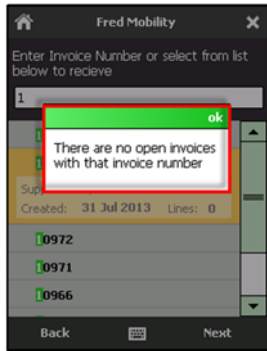 Fred Mobility
Enter Invoice Number or select from list
below to recieve
1
ok
There are no open invoices
with that invoice number
Created: 31 Jul 2013 Lines: 0
10972
10971
10966
Back Next